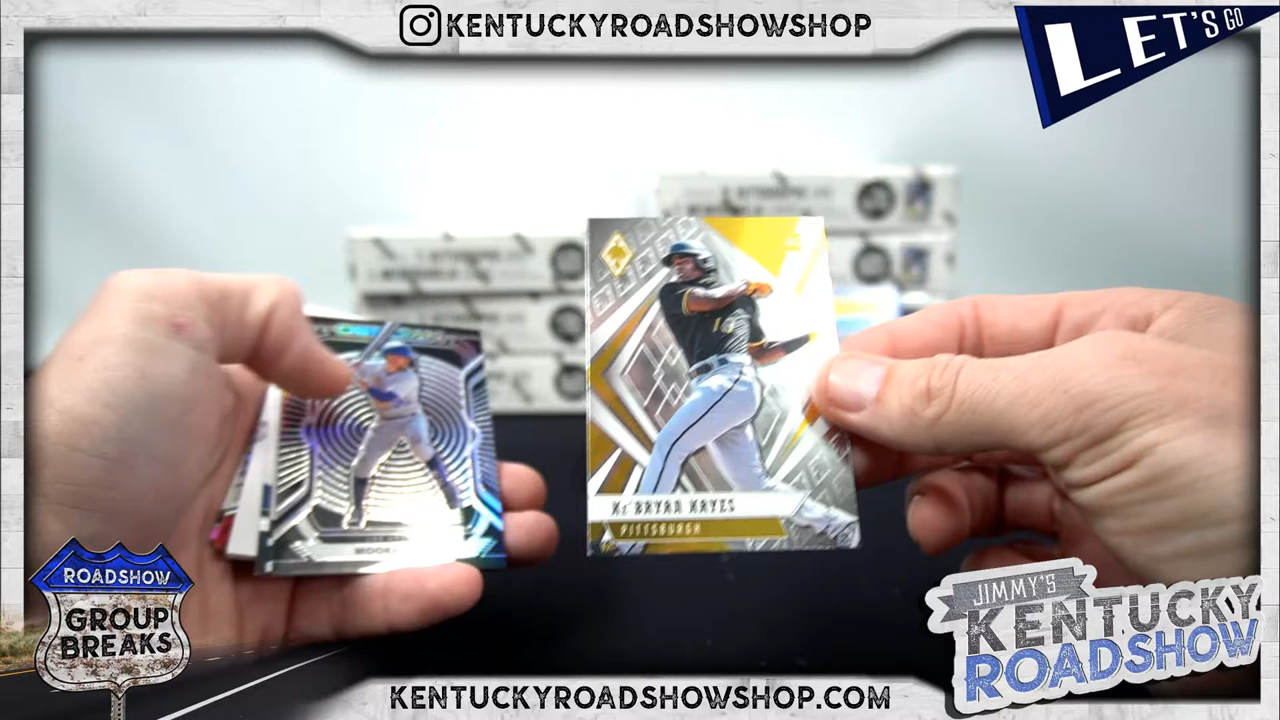 KENTUCKYROADSHOWSHOP
LET'S GO
KE'BRYAN HAYES
PITTSBURGH
MOOK
ROADSHOW
GROUP
BREAKS
JIMMY'S
KENTUCKY
ROADSHOW
KENTUCKYROADSHOWSHOP.COM